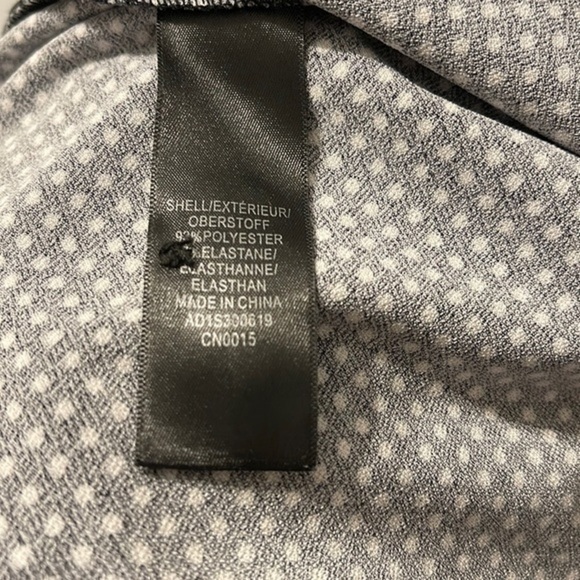 SHELL/EXTÉRIEUR/
OBERSTOFF
POLYESTER
ELASTANE/
ELASTHANNE/
ELASTHAN
MADE IN CHINA
AD1S300619
CN0015